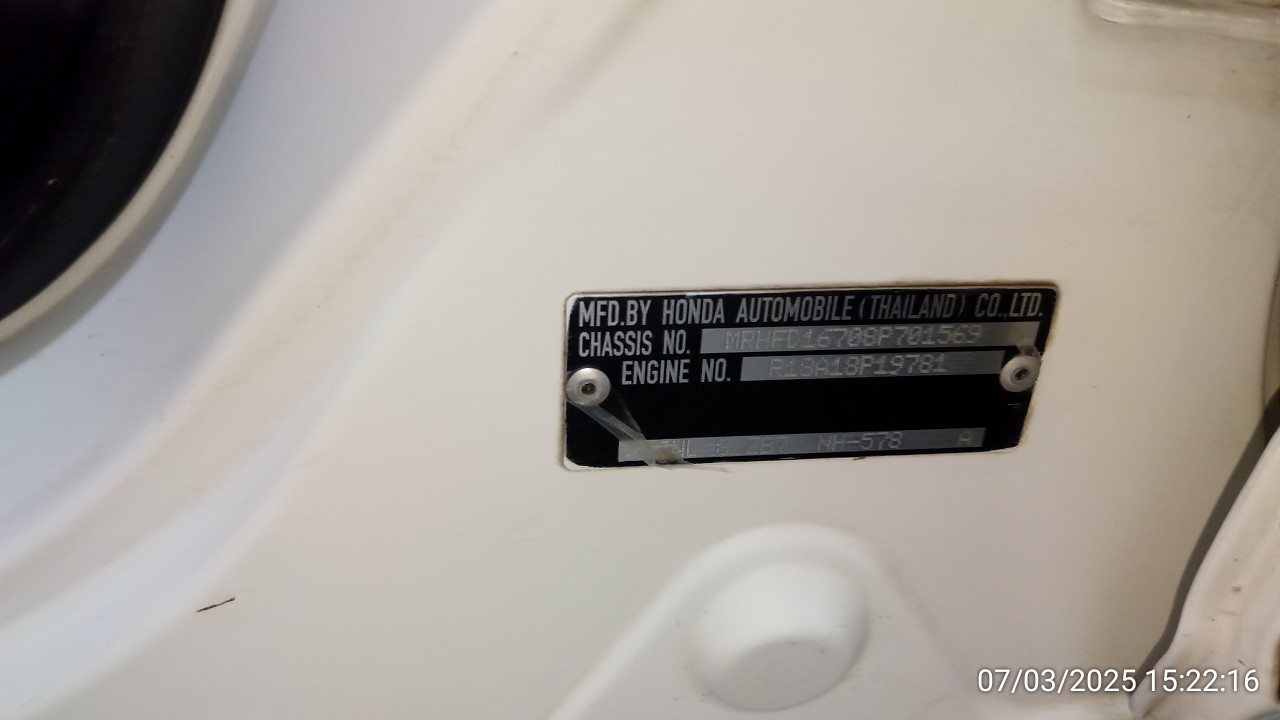 MFD.BY HONDA AUTOMOBILE (THAILAND) CO.,LTD.
CHASSIS NO. MRHFD16708P701569
ENGINE NO. R18A18P19781
NH-578 A
07/03/2025 15:22:16